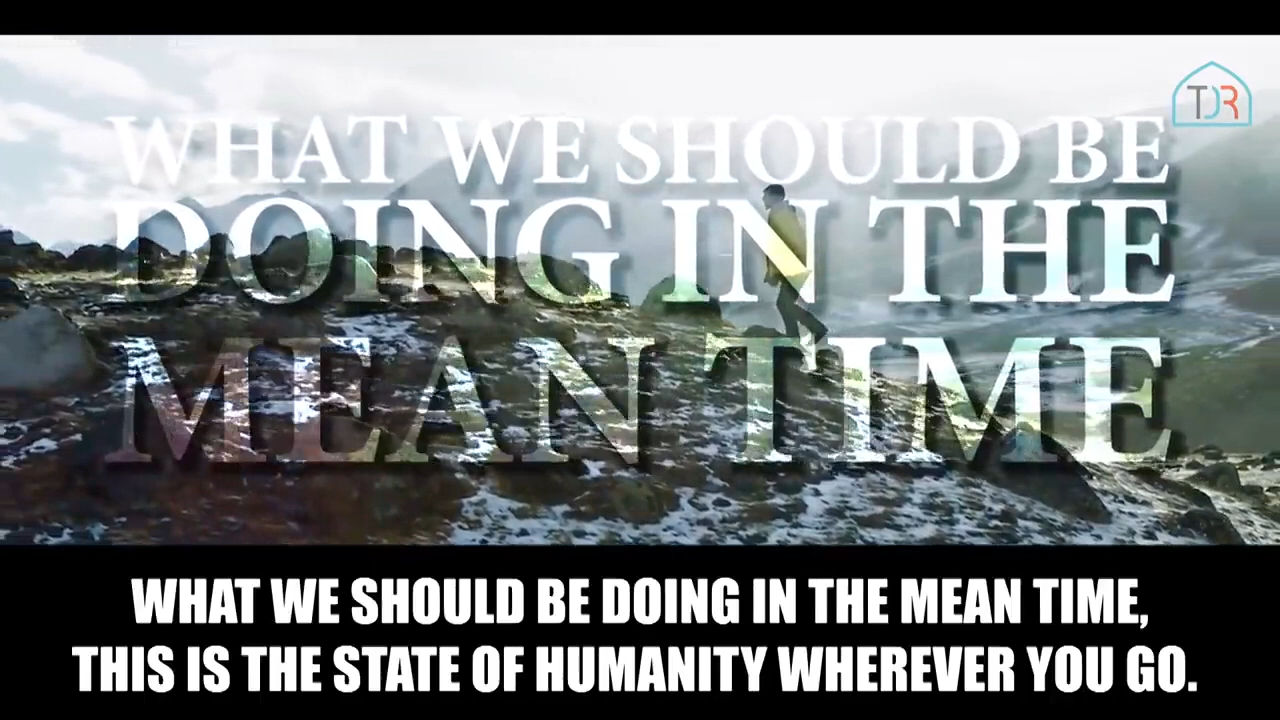 TDR
WHAT WE SHOULD BE
DOING IN THE
MEAN TIME
WHAT WE SHOULD BE DOING IN THE MEAN TIME,
THIS IS THE STATE OF HUMANITY WHEREVER YOU GO.